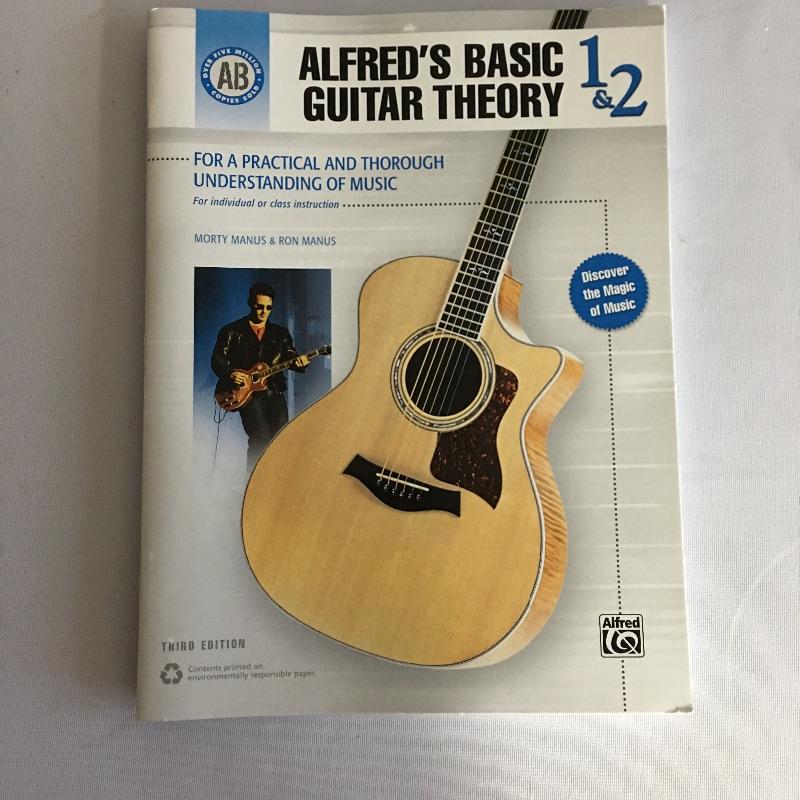 OVER FIVE MILLION
AB
COPIES SOLD
ALFRED'S BASIC
GUITAR THEORY
1
&2
FOR A PRACTICAL AND THOROUGH
UNDERSTANDING OF MUSIC
For individual or class instruction
MORTY MANUS & RON MANUS
Discover
the Magic
of Music
THIRD EDITION
Contents printed on
environmentally responsible paper.
Alfred